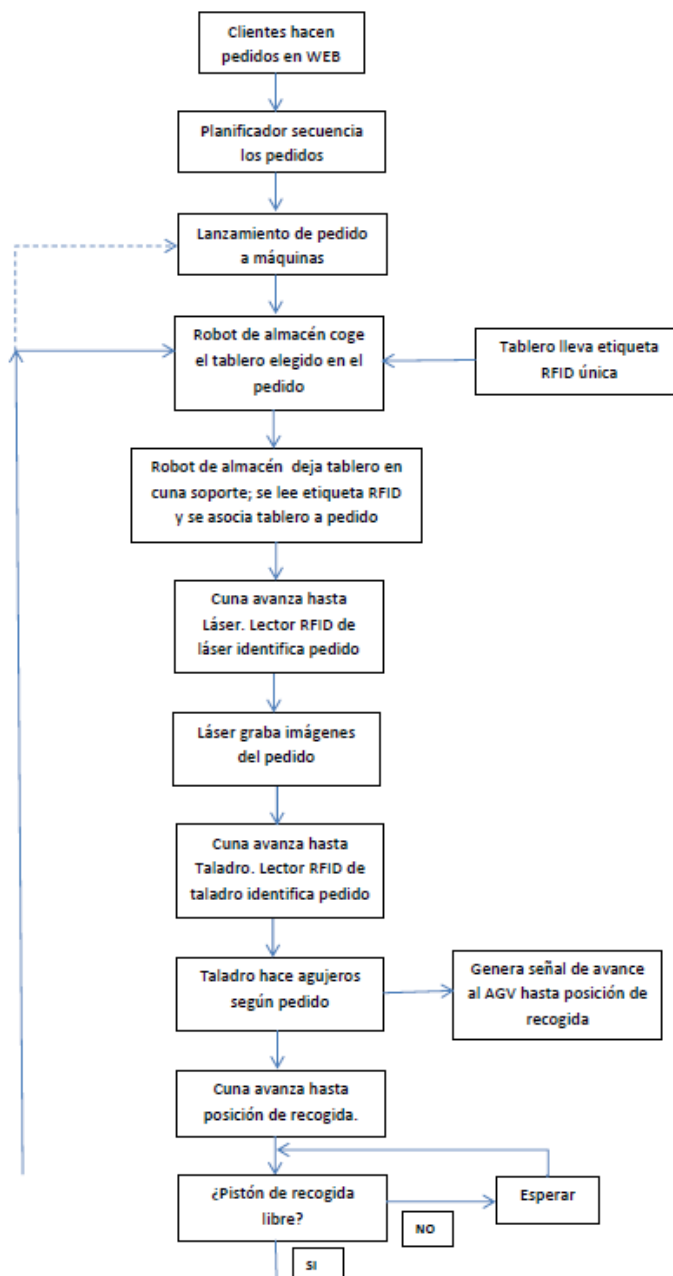 Clientes hacen
pedidos en WEB
Planificador secuencia
los pedidos
Lanzamiento de pedido
a máquinas
Robot de almacén coge
el tablero elegido en el
pedido
Tablero lleva etiqueta
RFID única
Robot de almacén deja tablero en
cuna soporte; se lee etiqueta RFID
y se asocia tablero a pedido
Cuna avanza hasta
Láser. Lector RFID de
láser identifica pedido
Láser graba imágenes
del pedido
Cuna avanza hasta
Taladro. Lector RFID de
taladro identifica pedido
Taladro hace agujeros
según pedido
Genera señal de avance
al AGV hasta posición de
recogida
Cuna avanza hasta
posición de recogida.
¿Pistón de recogida
libre?
Esperar
NO
SI